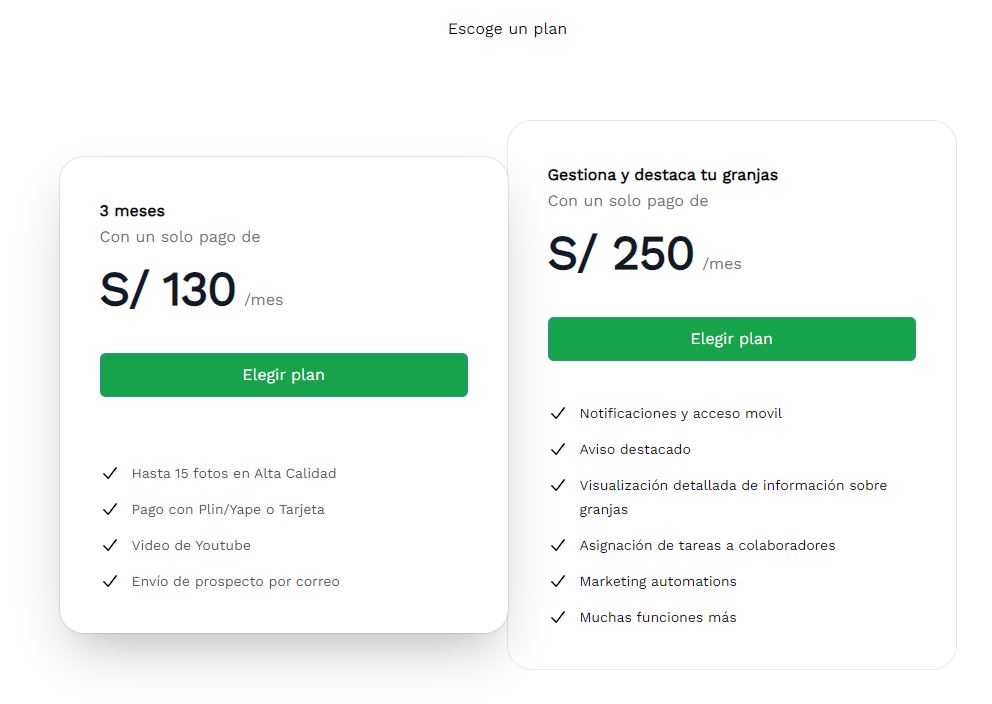 Escoge un plan
3 meses
Con un solo pago de
S/ 130 /mes
Elegir plan
Hasta 15 fotos en Alta Calidad
Pago con Plin/Yape o Tarjeta
Video de Youtube
Envío de prospecto por correo
Gestiona y destaca tu granjas
Con un solo pago de
S/ 250 /mes
Elegir plan
Notificaciones y acceso movil
Aviso destacado
Visualización detallada de información sobre
granjas
Asignación de tareas a colaboradores
Marketing automations
Muchas funciones más